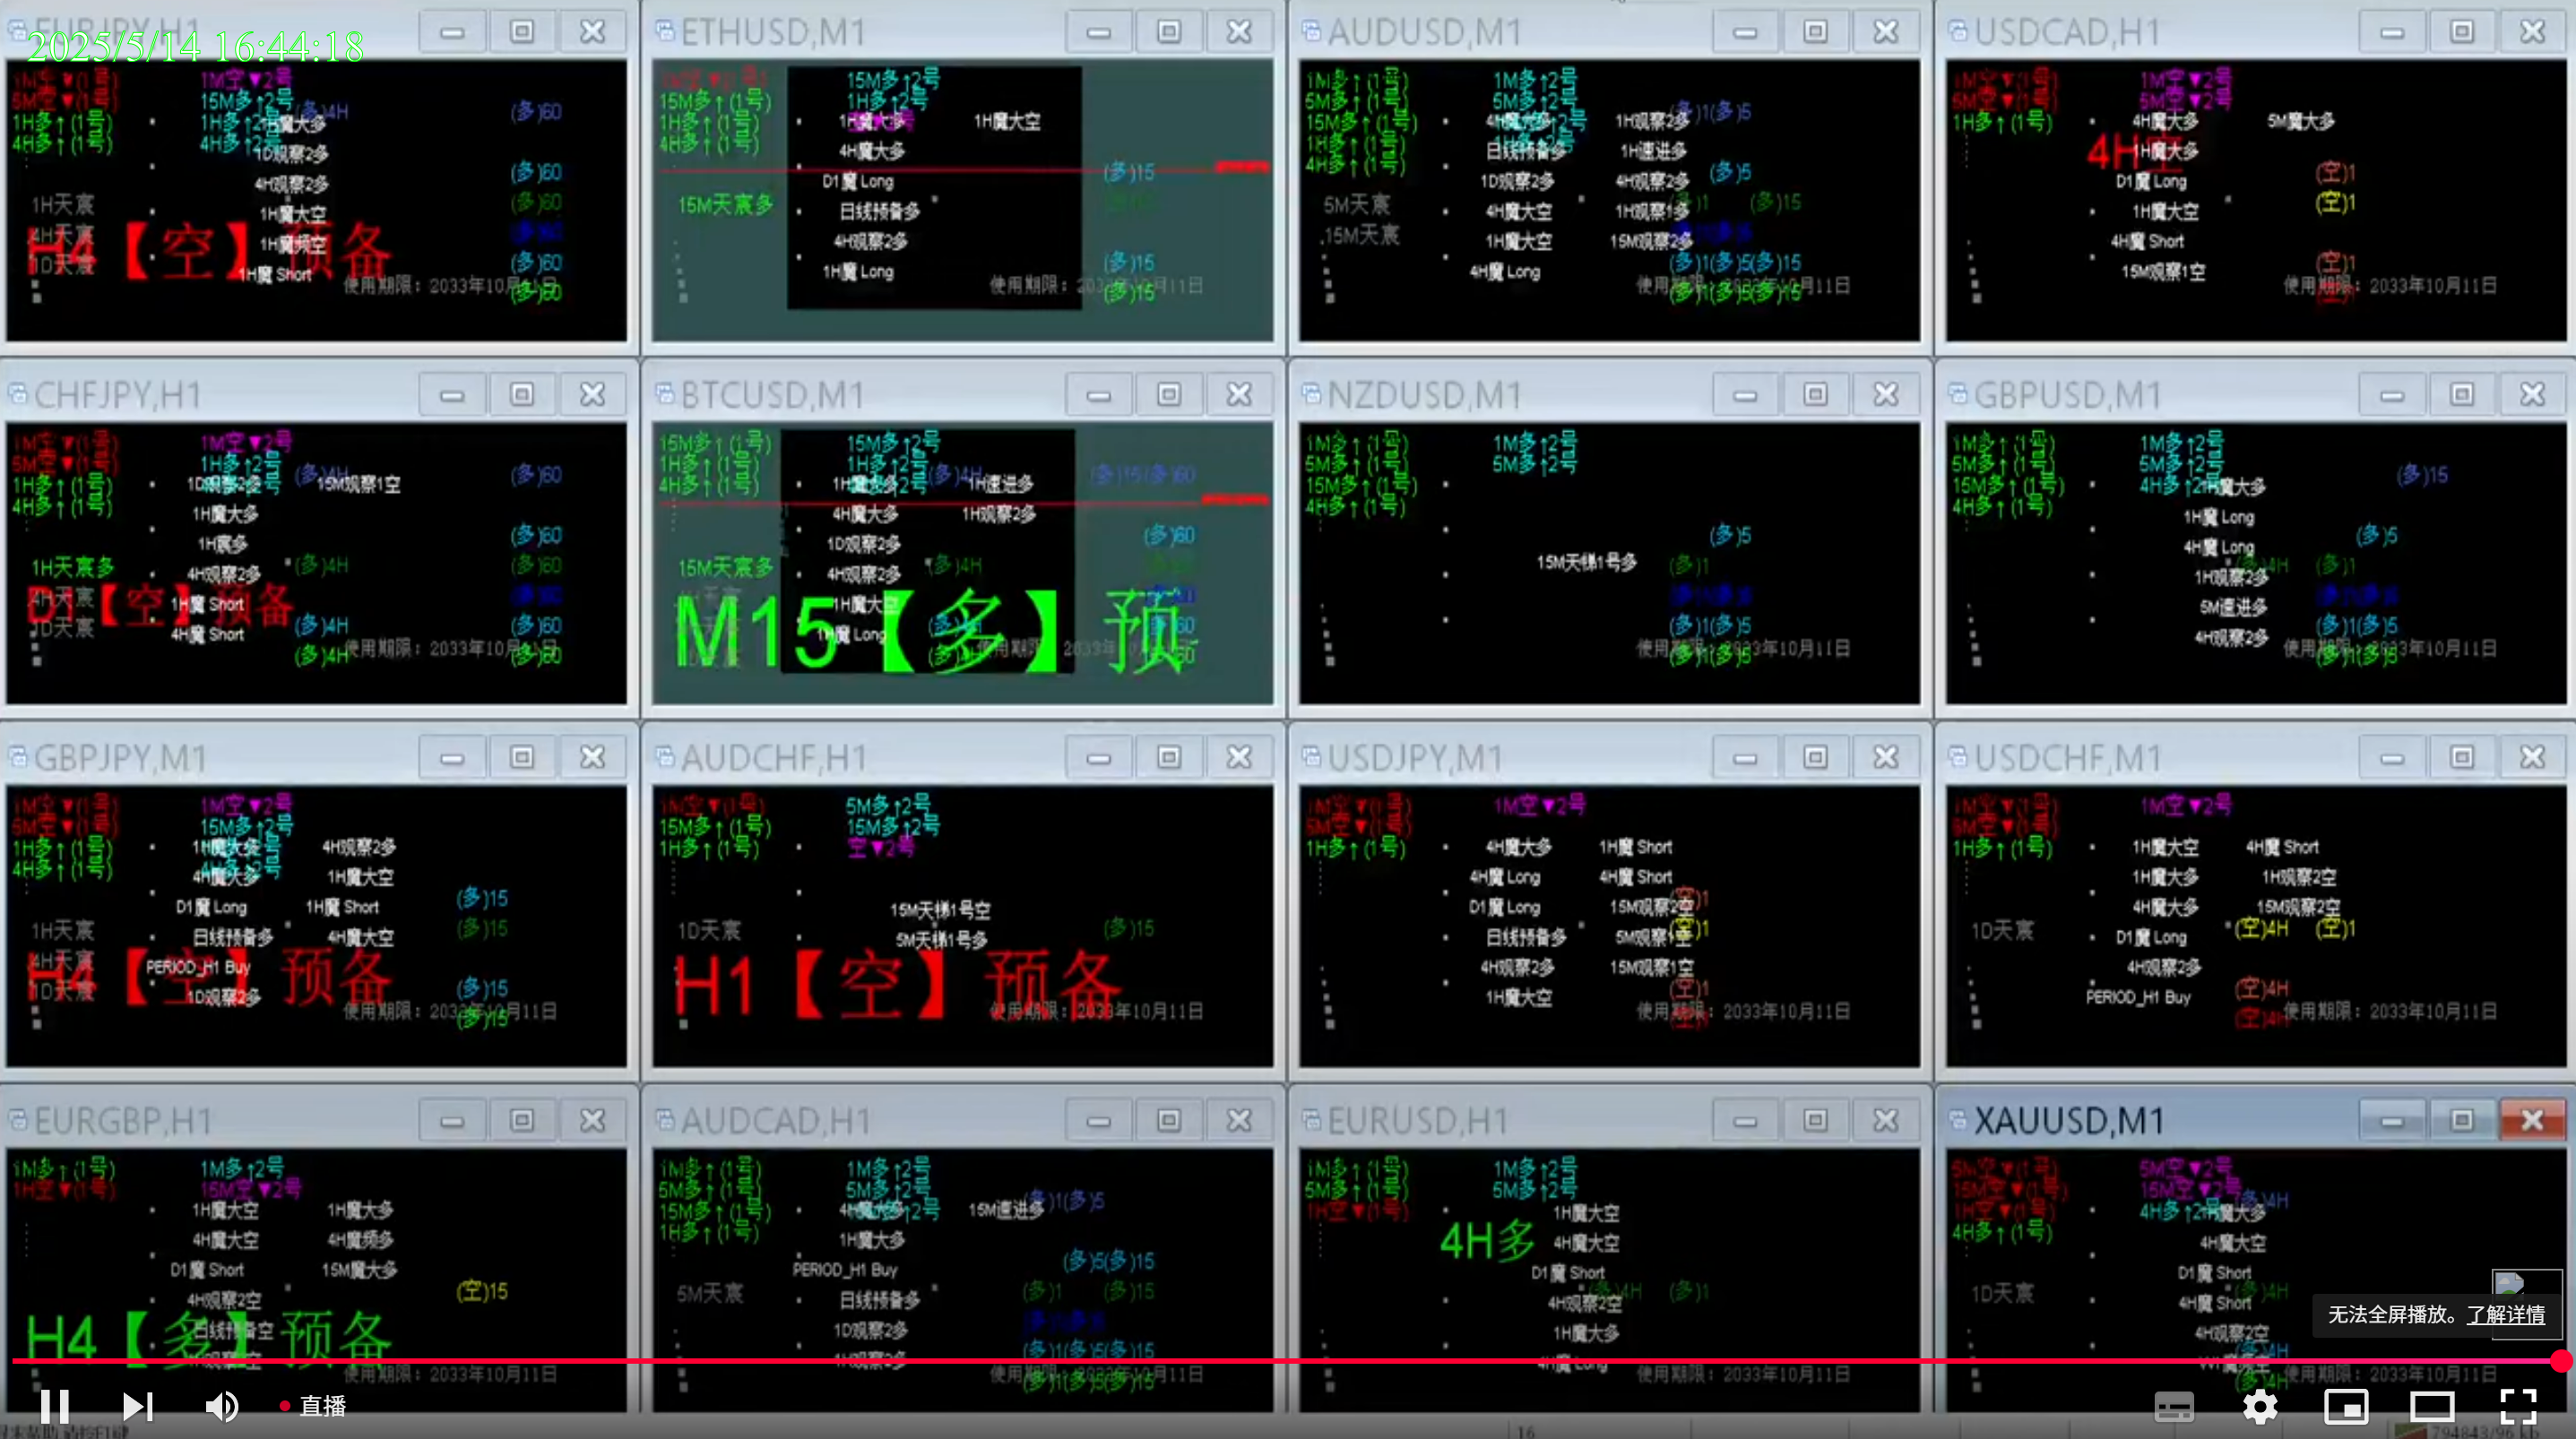 EURJPY,H1
2025/5/14 16:44:18
1M空▼(1号)
1M空▼2号
5M空▼(1号)
15M多↑2号
(多)4H
(多)60
1H多↑(1号)
1H多↑2号
1H魔大多
4H多↑(1号)
4H多↑2号
1D观察2多
(多)60
4H观察2多
1H天宸
(多)60
1H魔大空
4H天宸
H4【空】预备
1H魔频空
1D天宸
(多)60
1H魔 Short
使用期限：2033年10月11日
(多)60
ETHUSD,M1
15M多↑(1号)
15M多↑2号
1H多↑(1号)
1H多↑2号
4H多↑(1号)
1H魔大多
1H魔大空
4H魔大多
(多)15
D1魔 Long
15M天宸多
日线预备多
4H观察2多
(多)15
1H魔 Long
(多)15
AUDUSD,M1
1M多↑(1号)
1M多↑2号
5M多↑(1号)
5M多↑2号
(多)1(多)5
15M多↑(1号)
4H魔大多
1H观察2多
1H多↑(1号)
日线预备多
1H速进多
4H多↑(1号)
(多)5
1D观察2多
4H观察2多
5M天宸
4H魔大空
1H观察1多
(多)1
(多)15
15M天宸
1H魔大空
15M观察2多
(多)1(多)5(多)15
4H魔 Long
使用期限：2033年10月11日
(多)1(多)5(多)15
USDCAD,H1
1M空▼(1号)
1M空▼2号
5M空▼(1号)
5M空▼2号
1H多↑(1号)
4H魔大多
5M魔大多
4H空
1H魔大多
(空)1
D1魔 Long
(空)1
1H魔大空
4H魔 Short
(空)1
15M观察1空
使用期限：2033年10月11日
CHFJPY,H1
1M空▼(1号)
1M空▼2号
5M空▼(1号)
1H多↑2号
(多)4H
(多)60
1H多↑(1号)
1D观察2多
15M观察1空
4H多↑(1号)
1H魔大多
(多)60
1H宸多
1H天宸多
4H观察2多
(多)4H
(多)60
4H天宸
【空】预备
1H魔 Short
1D天宸
4H魔 Short
(多)4H
(多)60
(多)4H
使用期限：2033年10月11日
(多)60
BTCUSD,M1
15M多↑(1号)
15M多↑2号
1H多↑(1号)
1H多↑2号
(多)4H
(多)15(多)60
4H多↑(1号)
1H魔大多
1H速进多
4H魔大多
1H观察2多
1D观察2多
(多)60
15M天宸多
4H观察2多
(多)4H
1H魔大空
M15【多】预
1H魔 Long
NZDUSD,M1
1M多↑(1号)
1M多↑2号
5M多↑(1号)
5M多↑2号
15M多↑(1号)
4H多↑(1号)
(多)5
15M天梯1号多
(多)1
(多)1(多)5
使用期限：2033年10月11日
(多)1(多)5
GBPUSD,M1
1M多↑(1号)
1M多↑2号
5M多↑(1号)
5M多↑2号
(多)15
15M多↑(1号)
4H多↑2号
1H魔大多
4H多↑(1号)
1H魔 Long
(多)5
4H魔 Long
(多)4H
(多)1
1H观察2多
5M速进多
(多)1(多)5
4H观察2多
使用期限：2033年10月11日
(多)1(多)5
GBPJPY,M1
1M空▼(1号)
1M空▼2号
5M空▼(1号)
15M多↑2号
1H多↑(1号)
1H魔大多
4H观察2多
4H多↑(1号)
4H魔大多
1H魔大空
(多)15
D1魔 Long
1H魔 Short
1H天宸
日线预备多
4H魔大空
(多)15
4H天宸
H4【空】预备
PERIOD_H1 Buy
1D天宸
1D观察2多
(多)15
使用期限：2033年10月11日
(多)15
AUDCHF,H1
1M空▼(1号)
5M多↑2号
15M多↑(1号)
15M多↑2号
1H多↑(1号)
空▼2号
15M天梯1号空
1D天宸
5M天梯1号多
(多)15
H1【空】预备
使用期限：2033年10月11日
USDJPY,M1
1M空▼(1号)
1M空▼2号
5M空▼(1号)
1H多↑(1号)
4H魔大多
1H魔 Short
4H魔 Long
4H魔 Short
(空)1
D1魔 Long
15M观察2空
日线预备多
5M观察1空
(空)1
4H观察2多
15M观察1空
1H魔大空
(空)1
使用期限：2033年10月11日
USDCHF,M1
1M空▼(1号)
1M空▼2号
5M空▼(1号)
1H多↑(1号)
1H魔大空
4H魔 Short
1H魔大多
1H观察2空
4H魔大多
15M观察2空
1D天宸
D1魔 Long
(空)4H
(空)1
4H观察2多
PERIOD_H1 Buy
(空)4H
(空)4H
使用期限：2033年10月11日
EURGBP,H1
1M多↑(1号)
1M多↑2号
1H空▼(1号)
15M空▼2号
1H魔大空
1H魔大多
4H魔大空
4H魔频多
D1魔 Short
15M魔大多
4H观察2空
(空)15
H4【多】预备
日线预备空
使用期限：2033年10月11日
AUDCAD,H1
1M多↑(1号)
1M多↑2号
5M多↑(1号)
5M多↑2号
(多)1(多)5
15M多↑(1号)
4H魔大多
15M速进多
1H多↑(1号)
1H魔大多
PERIOD_H1 Buy
(多)5(多)15
5M天宸
日线预备多
(多)1
(多)15
1D观察2多
(多)1(多)5(多)15
1H观察2多
使用期限：2033年10月11日
(多)1(多)5(多)15
EURUSD,H1
1M多↑(1号)
1M多↑2号
5M多↑(1号)
5M多↑2号
1H空▼(1号)
1H魔大空
4H多
4H魔大空
D1魔 Short
(多)4H
(多)1
4H观察2空
1H魔大多
4H魔 Long
使用期限：2033年10月11日
XAUUSD,M1
5M空▼(1号)
5M空▼2号
15M空▼(1号)
15M空▼2号
(多)4H
1H空▼(1号)
4H多↑2号
1H魔大多
4H多↑(1号)
4H魔大空
D1魔 Short
1D天宸
4H魔 Short
(多)4H
4H观察2空
(多)4H
使用期限：2033年10月11日
(多)4H
无法全屏播放。了解详情
直播
16
794843/96 kb